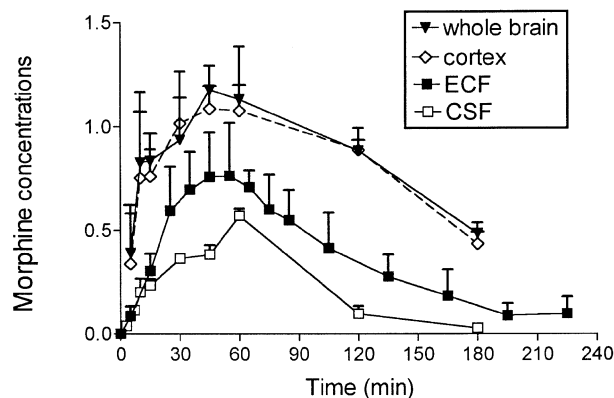 whole brain
cortex
ECF
CSF
Morphine concentrations
1.5
1.0
0.5
0.0
0 30 60 90 120 150 180 210 240
Time (min)